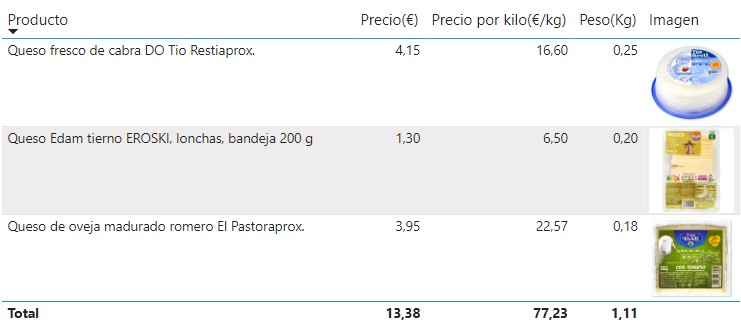 Producto Precio(€) Precio por kilo(€/kg) Peso(Kg) Imagen
Queso fresco de cabra DO Tio Restiaprox. 4,15 16,60 0,25
Queso Edam tierno EROSKI, lonchas, bandeja 200 g 1,30 6,50 0,20
Queso de oveja madurado romero El Pastoraprox. 3,95 22,57 0,18
Total 13,38 77,23 1,11